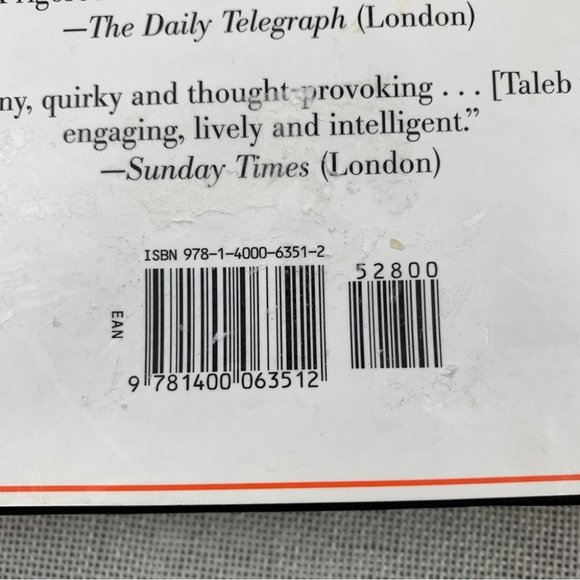 —The Daily Telegraph (London)
ny, quirky and thought-provoking . . . [Taleb
engaging, lively and intelligent.”
—Sunday Times (London)
ISBN 978-1-4000-6351-2
52800
EAN
9 781400 063512